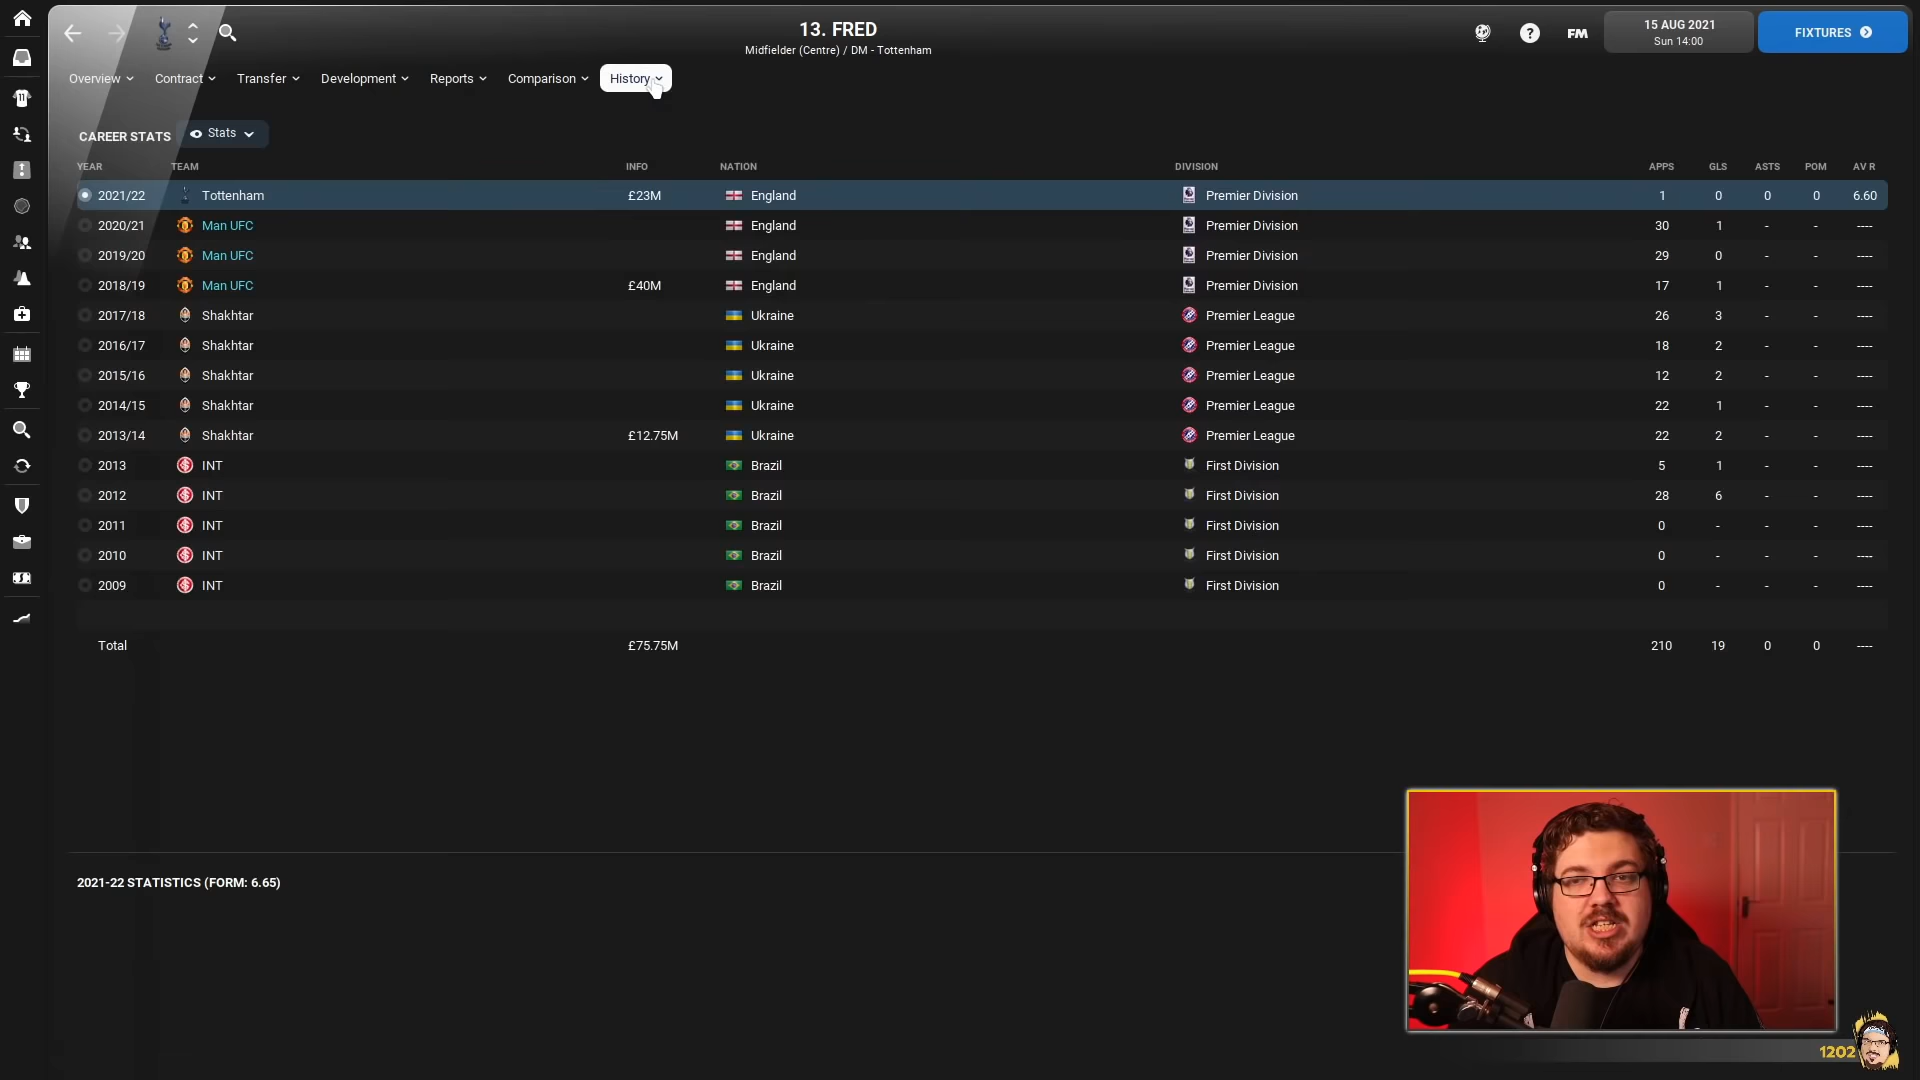 13. FRED
Midfielder (Centre) / DM - Tottenham
FM
15 AUG 2021
Sun 14:00
FIXTURES
Overview Contract Transfer Development Reports Comparison History
CAREER STATS Stats
YEAR TEAM INFO NATION DIVISION APPS GLS ASTS POM AV R
2021/22 Tottenham £23M England Premier Division 1 0 0 0 6.60
2020/21 Man UFC England Premier Division 30 1 - - ----
2019/20 Man UFC England Premier Division 29 0 - - ----
2018/19 Man UFC £40M England Premier Division 17 1 - - ----
2017/18 Shakhtar Ukraine Premier League 26 3 - - ----
2016/17 Shakhtar Ukraine Premier League 18 2 - - ----
2015/16 Shakhtar Ukraine Premier League 12 2 - - ----
2014/15 Shakhtar Ukraine Premier League 22 1 - - ----
2013/14 Shakhtar £12.75M Ukraine Premier League 22 2 - - ----
2013 INT Brazil First Division 5 1 - - ----
2012 INT Brazil First Division 28 6 - - ----
2011 INT Brazil First Division 0 - - - ----
2010 INT Brazil First Division 0 - - - ----
2009 INT Brazil First Division 0 - - - ----
Total £75.75M 210 19 0 0 ----
2021-22 STATISTICS (FORM: 6.65)
1202